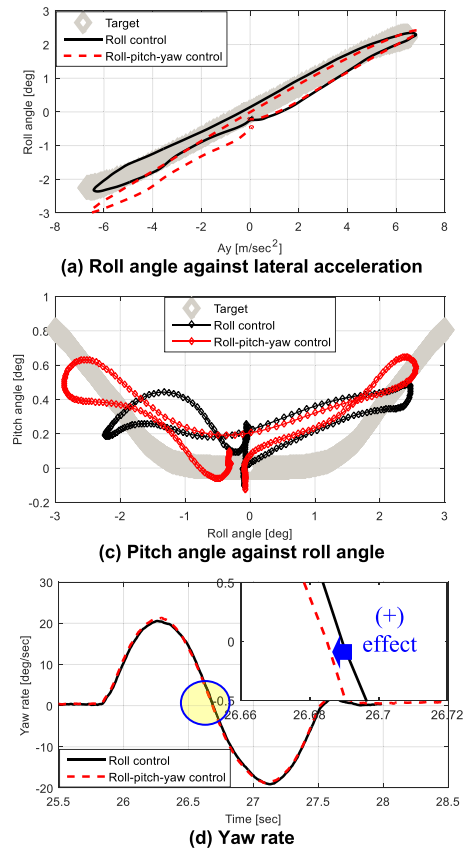 3
2
1
0
-1
-2
-3
Roll angle [deg]
Target
Roll control
Roll-pitch-yaw control
-8 -6 -4 -2 0 2 4 6 8
Ay [m/sec2]
(a) Roll angle against lateral acceleration
1
0.8
0.6
0.4
0.2
0
-0.2
Pitch angle [deg]
Target
Roll control
Roll-pitch-yaw control
-3 -2 -1 0 1 2 3
Roll angle [deg]
(c) Pitch angle against roll angle
30
20
10
0
-10
-20
Yaw rate [deg/sec]
0.5
0
-0.5
26.66 26.68 26.7 26.72
(+)
effect
Roll control
Roll-pitch-yaw control
25.5 26 26.5 27 27.5 28 28.5
Time [sec]
(d) Yaw rate